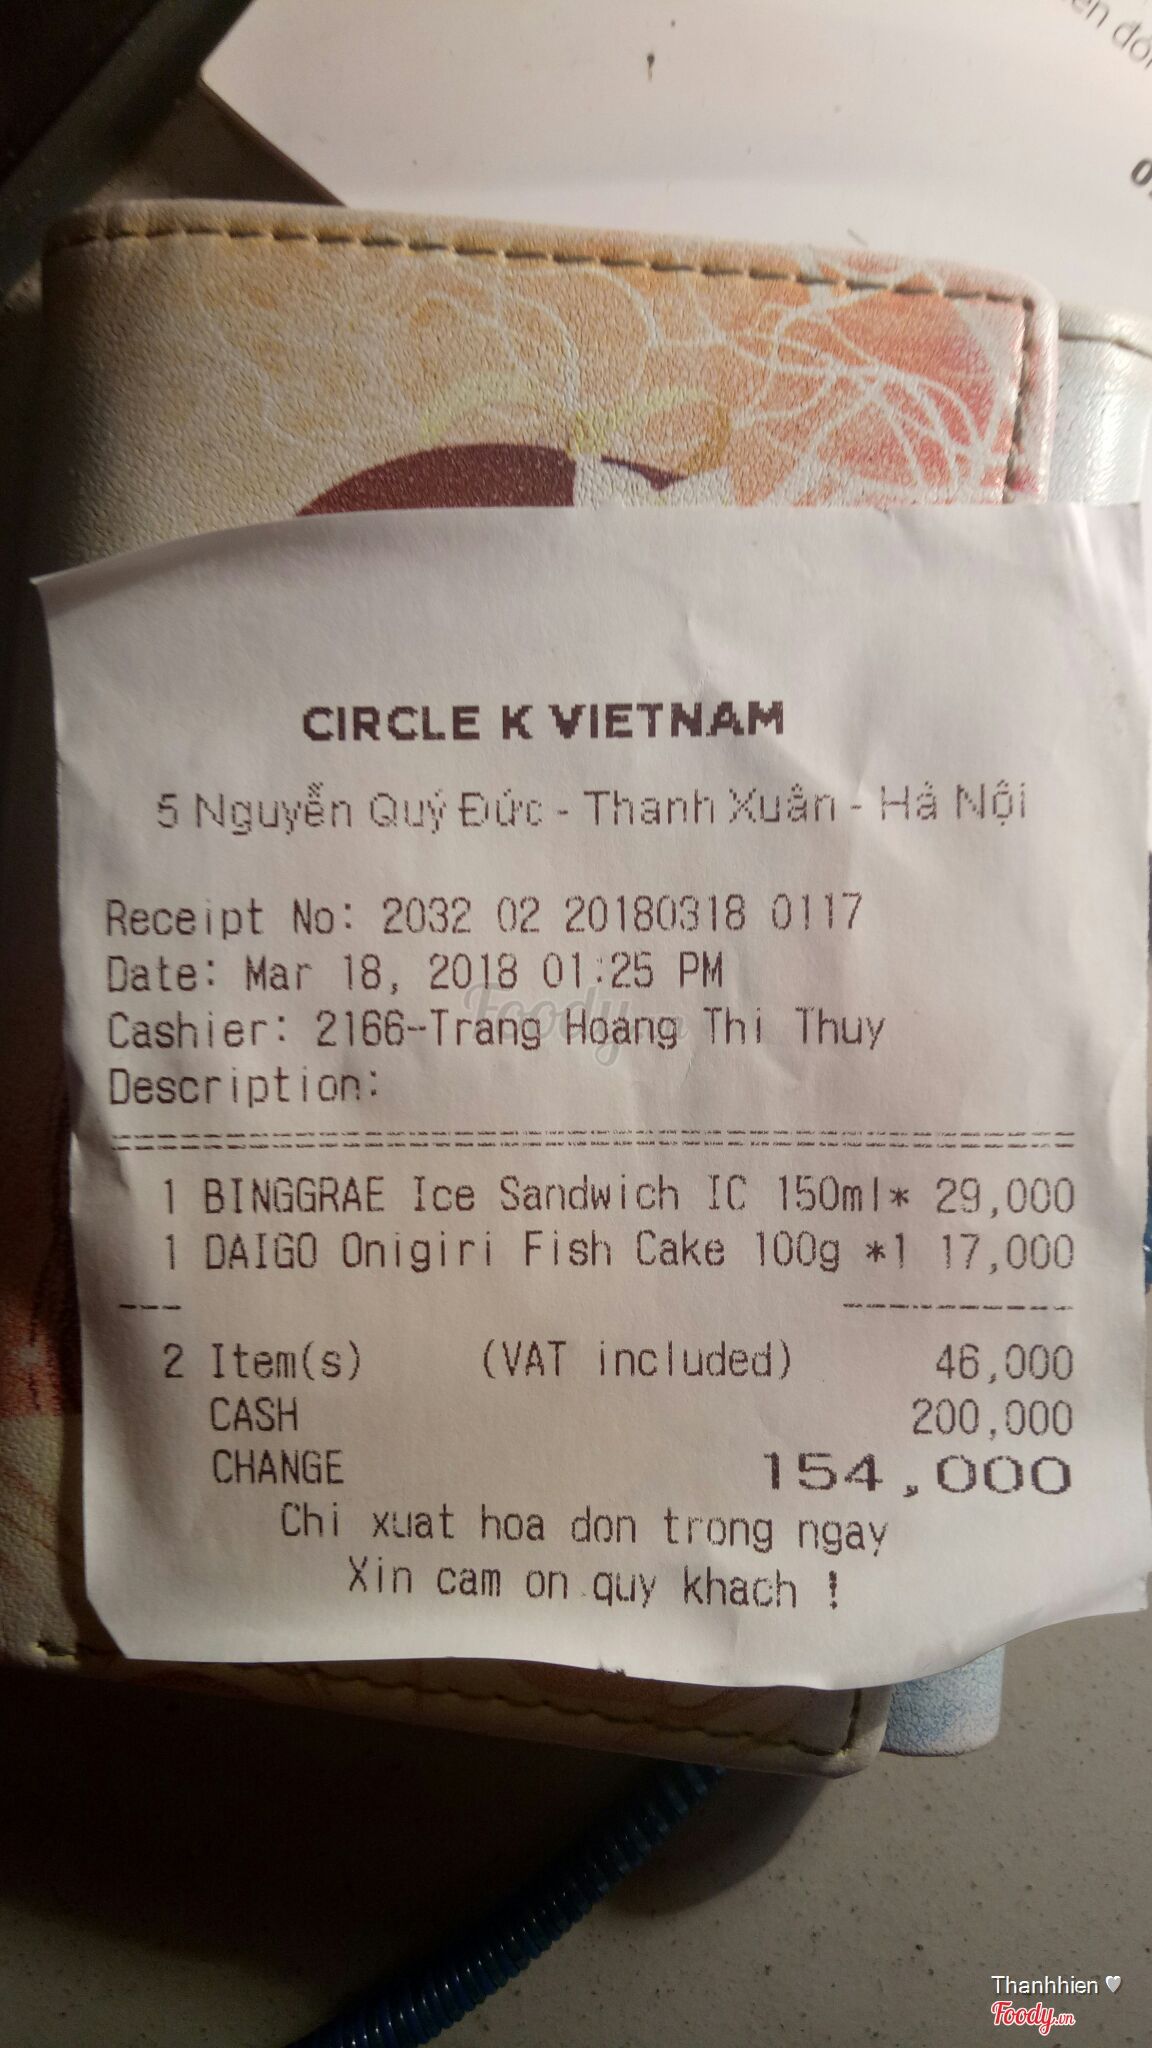 CIRCLE K VIETNAM
5 Nguyễn Quý Đức - Thanh Xuân - Hà Nội
Receipt No: 2032 02 20180318 0117
Date: Mar 18, 2018 01:25 PM
Cashier: 2166-Trang Hoang Thi Thuy
Description:
1 BINGGRAE Ice Sandwich IC 150ml* 29,000
1 DAIGO Onigiri Fish Cake 100g *1 17,000
2 Item(s) (VAT included) 46,000
CASH 200,000
CHANGE 154,000
Chi xuat hoa don trong ngay
Xin cam on quy khach !
Foody.vn
Thanhhien ♥
Foody.vn